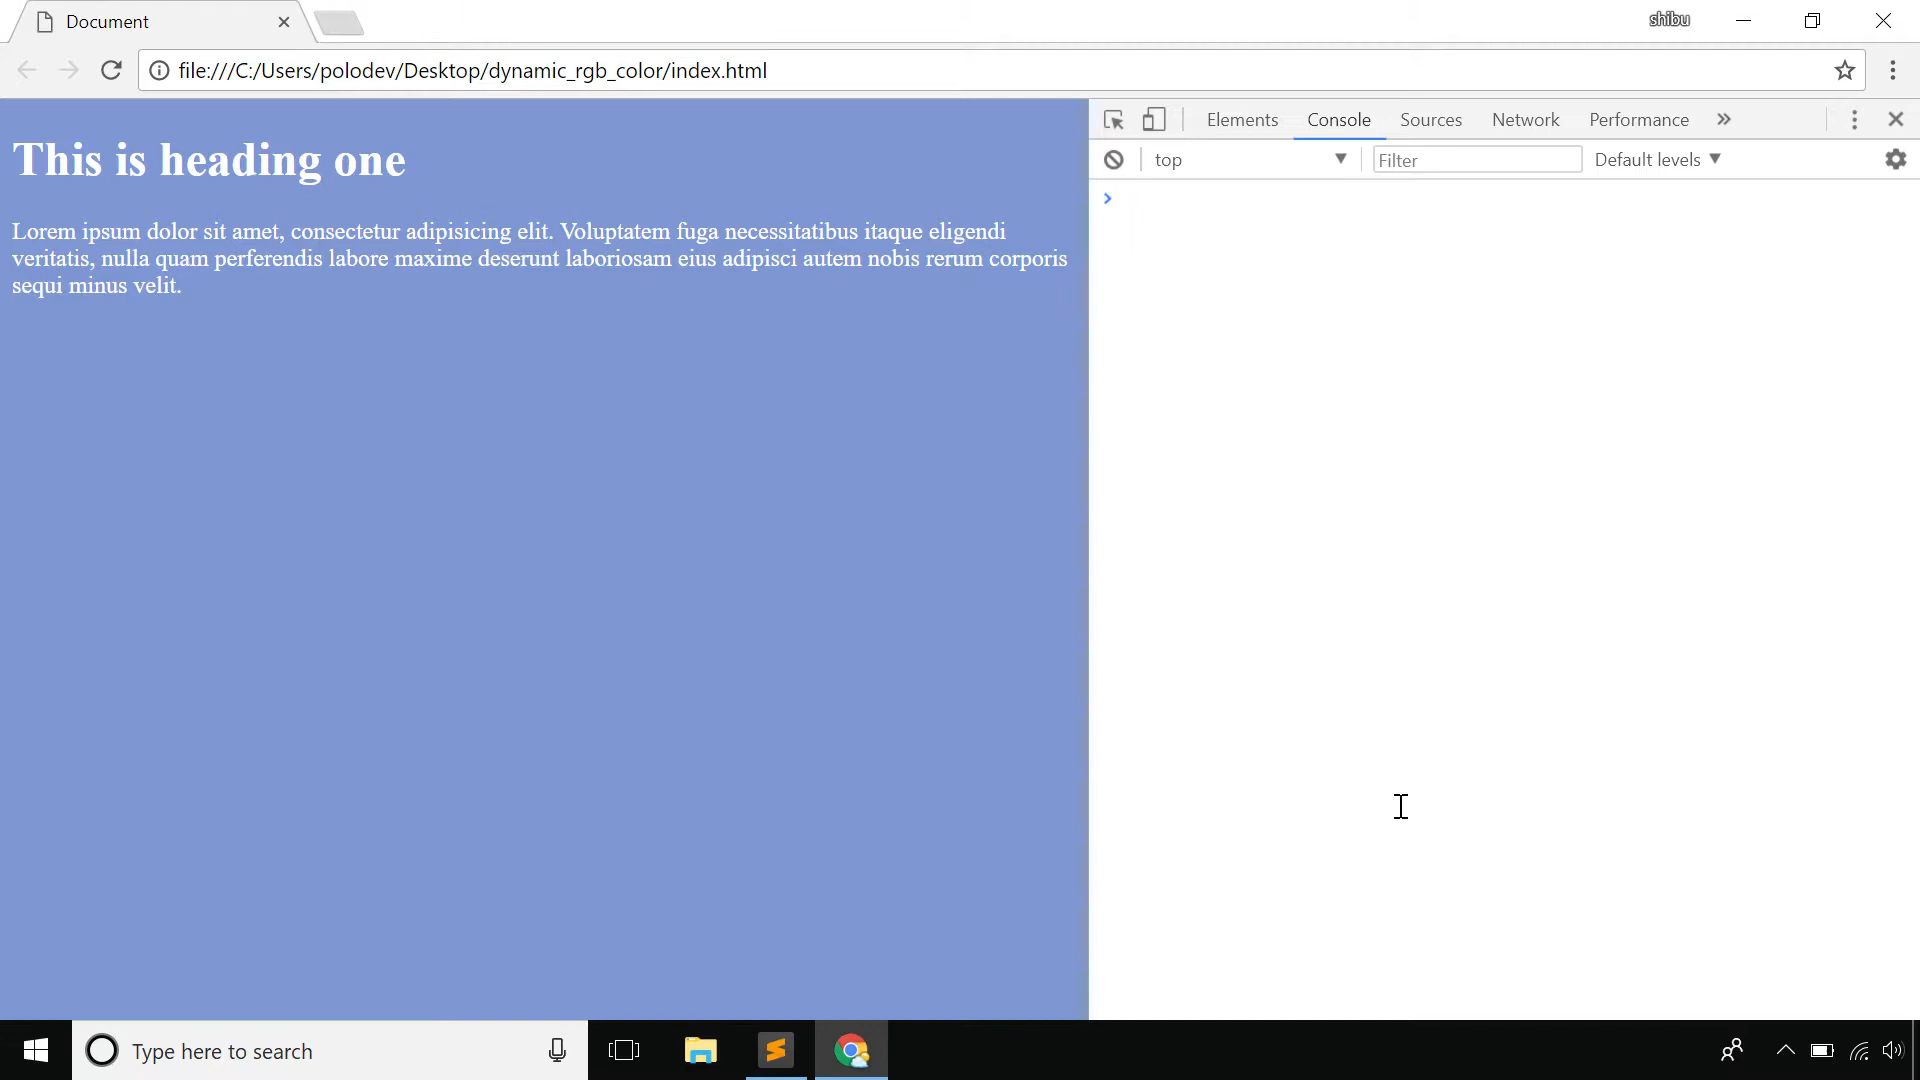 Document
shibu
file:///C:/Users/polodev/Desktop/dynamic_rgb_color/index.html
Elements Console Sources Network Performance »
top Filter Default levels
This is heading one
Lorem ipsum dolor sit amet, consectetur adipisicing elit. Voluptatem fuga necessitatibus itaque eligendi
veritatis, nulla quam perferendis labore maxime deserunt laboriosam eius adipisci autem nobis rerum corporis
sequi minus velit.
Type here to search